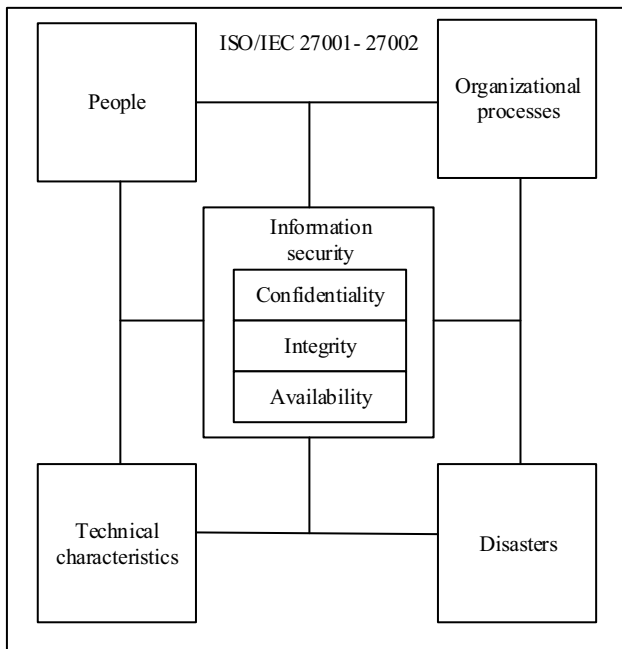 ISO/IEC 27001- 27002
People
Organizational
processes
Information
security
Confidentiality
Integrity
Availability
Technical
characteristics
Disasters